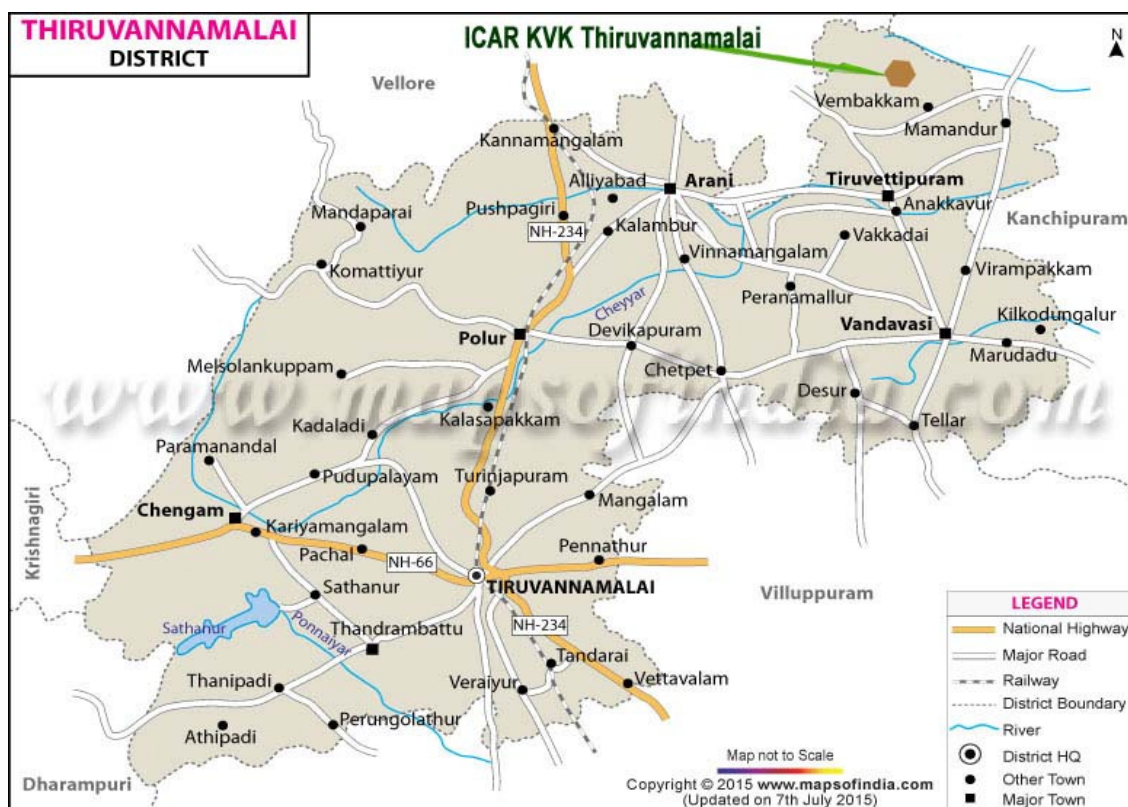 THIRUVANNAMALAI
DISTRICT
ICAR KVK Thiruvannamalai
N
Vellore
Vembakkam
Mamandur
Kannamangalam
Alliyabad
Arani
Tiruvettipuram
Anakkavur
Mandaparai
Pushpagiri
Kanchipuram
NH-234
Kalambur
Vakkadai
Komattiyur
Vinnamangalam
Virampakkam
Peranamallur
Cheyyar
Kilkodungalur
Polur
Devikapuram
Vandavasi
Marudadu
Melsolankuppam
Chetpet
www.mapsofindia.com
Desur
Kalasapakkam
Tellar
Kadaladi
Paramanandal
Pudupalayam
Turinjapuram
Mangalam
Chengam
Kariyamangalam
Krishnagiri
Pachal
NH-66
Pennathur
Sathanur
TIRUVANNAMALAI
Villuppuram
Sathanur
Ponnaiyar
Thandrambattu
NH-234
Tandarai
Thanipadi
Veraiyur
Vettavalam
Athipadi
Perungolathur
Dharampuri
LEGEND
National Highway
Major Road
Railway
District Boundary
River
District HQ
Other Town
Major Town
Map not to Scale
Copyright © 2015 www.mapsofindia.com
(Updated on 7th July 2015)